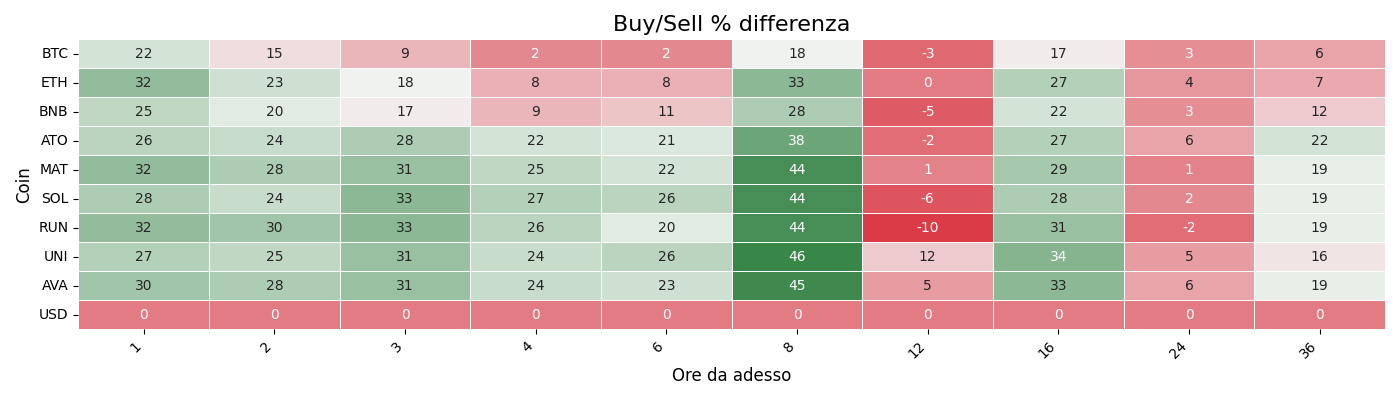 Buy/Sell % differenza
Coin
BTC 22 15 9 2 2 18 -3 17 3 6
ETH 32 23 18 8 8 33 0 27 4 7
BNB 25 20 17 9 11 28 -5 22 3 12
ATO 26 24 28 22 21 38 -2 27 6 22
MAT 32 28 31 25 22 44 1 29 1 19
SOL 28 24 33 27 26 44 -6 28 2 19
RUN 32 30 33 26 20 44 -10 31 -2 19
UNI 27 25 31 24 26 46 12 34 5 16
AVA 30 28 31 24 23 45 5 33 6 19
USD 0 0 0 0 0 0 0 0 0 0
1 2 3 4 6 8 12 16 24 36
Ore da adesso